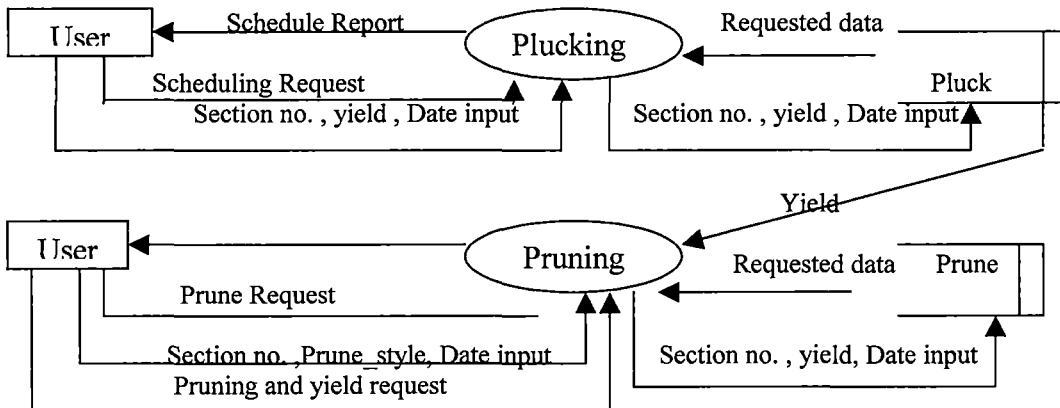 User
Schedule Report
Plucking
Requested data
Scheduling Request
Pluck
Section no. , yield , Date input
Section no. , yield , Date input
Yield
User
Pruning
Requested data
Prune
Prune Request
Section no. ,Prune_style, Date input
Section no. , yield, Date input
Pruning and yield request